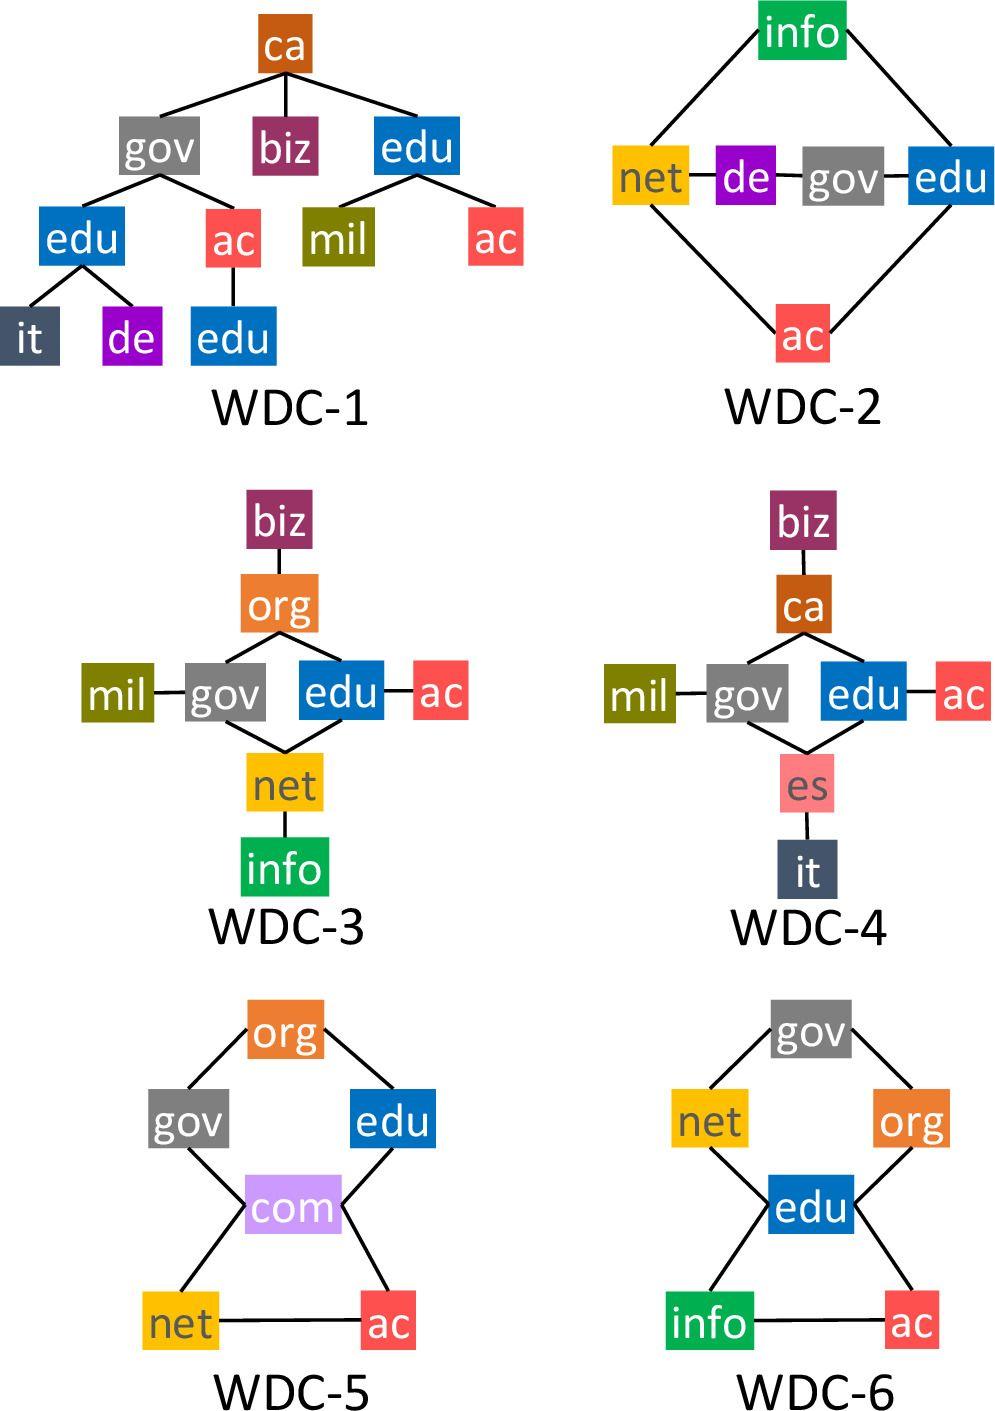 ca
gov biz edu
edu ac mil ac
it de edu
WDC-1
info
net de gov edu
ac
WDC-2
biz
org
mil gov edu ac
net
info
WDC-3
biz
ca
mil gov edu ac
es
it
WDC-4
org
gov edu
com
net ac
WDC-5
gov
net org
edu
info ac
WDC-6